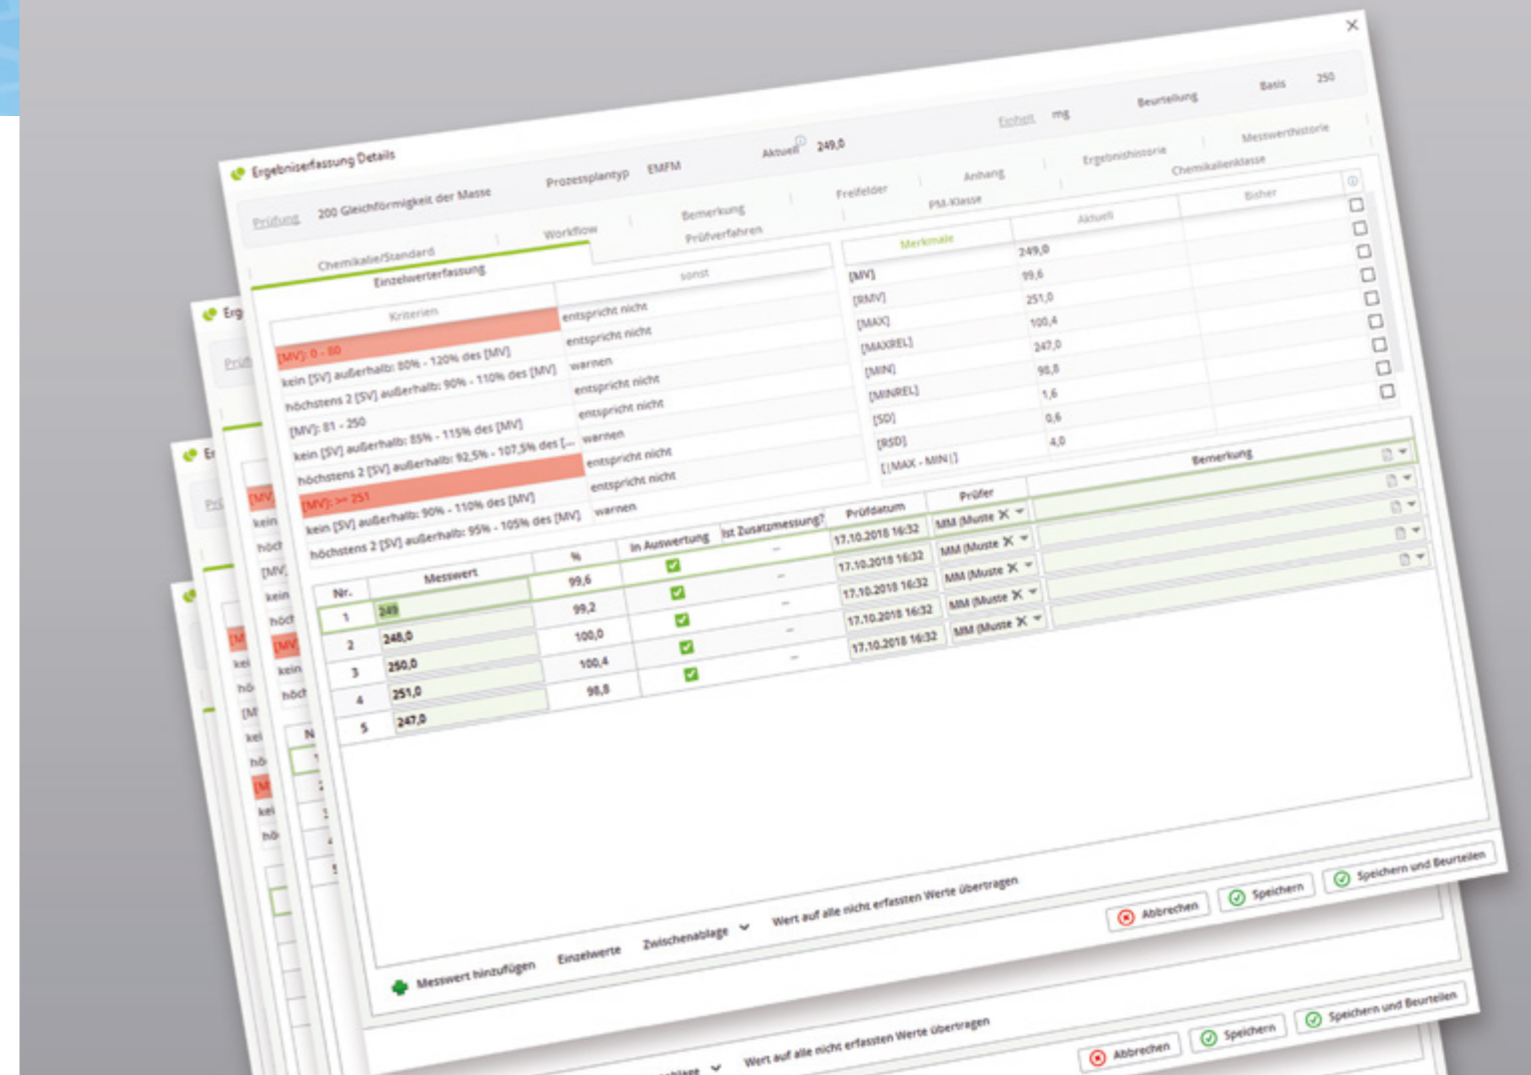 Ergebniserfassung Details
Prüfung 200 Gleichförmigkeit der Masse Prozessplantyp EMFM Aktuell 249,0 Einheit mg Beurteilung Basis 250
Chemikalie/Standard Workflow Bemerkung Freifelder Anhang Ergebnishistorie Messwerthistorie
Einzelwerterfassung Prüfverfahren PM-Klasse Chemikalienklasse
Kriterien sonst
[MV]: 0 - 80 entspricht nicht
kein [SV] außerhalb: 80% - 120% des [MV] entspricht nicht
höchstens 2 [SV] außerhalb: 90% - 110% des [MV] warnen
[MV]: 81 - 250 entspricht nicht
kein [SV] außerhalb: 85% - 115% des [MV] entspricht nicht
höchstens 2 [SV] außerhalb: 92,5% - 107,5% des [... warnen
[MV]: >= 251 entspricht nicht
kein [SV] außerhalb: 90% - 110% des [MV] entspricht nicht
höchstens 2 [SV] außerhalb: 95% - 105% des [MV] warnen
Merkmale Aktuell Bisher
[MV] 249,0
[RMV] 99,6
[MAX] 251,0
[MAXREL] 100,4
[MIN] 247,0
[MINREL] 98,8
[SD] 1,6
[RSD] 0,6
[|MAX - MIN|] 4,0
Nr. Messwert % In Auswertung Ist Zusatzmessung? Prüfdatum Prüfer Bemerkung
1 249 99,6 – 17.10.2018 16:32 MM (Muste
2 248,0 99,2 – 17.10.2018 16:32 MM (Muste
3 250,0 100,0 – 17.10.2018 16:32 MM (Muste
4 251,0 100,4 – 17.10.2018 16:32 MM (Muste
5 247,0 98,8 – 17.10.2018 16:32 MM (Muste
Messwert hinzufügen Einzelwerte Zwischenablage Wert auf alle nicht erfassten Werte übertragen
Abbrechen Speichern Speichern und Beurteilen
Wert auf alle nicht erfassten Werte übertragen
Abbrechen Speichern Speichern und Beurteilen